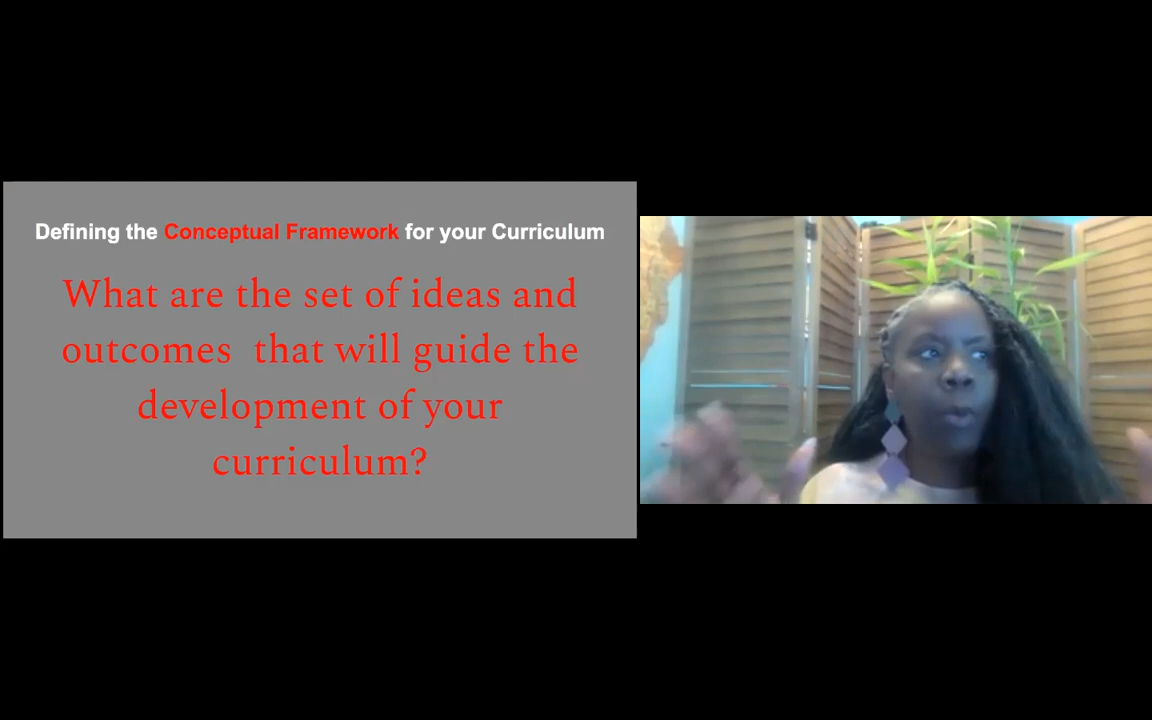 Defining the Conceptual Framework for your Curriculum
What are the set of ideas and
outcomes  that will guide the
development of your
curriculum?